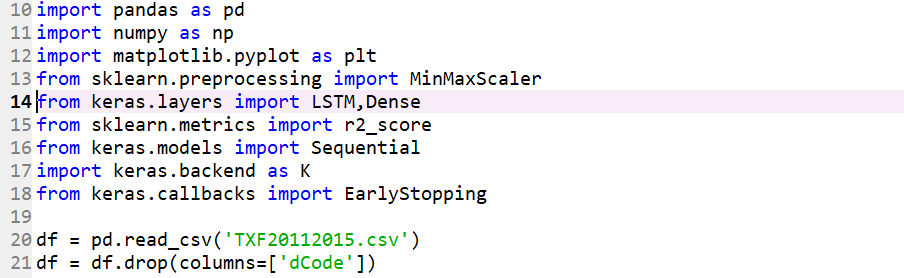 10 import pandas as pd
11 import numpy as np
12 import matplotlib.pyplot as plt
13 from sklearn.preprocessing import MinMaxScaler
14 from keras.layers import LSTM,Dense
15 from sklearn.metrics import r2_score
16 from keras.models import Sequential
17 import keras.backend as K
18 from keras.callbacks import EarlyStopping
19
20 df = pd.read_csv('TXF20112015.csv')
21 df = df.drop(columns=['dCode'])